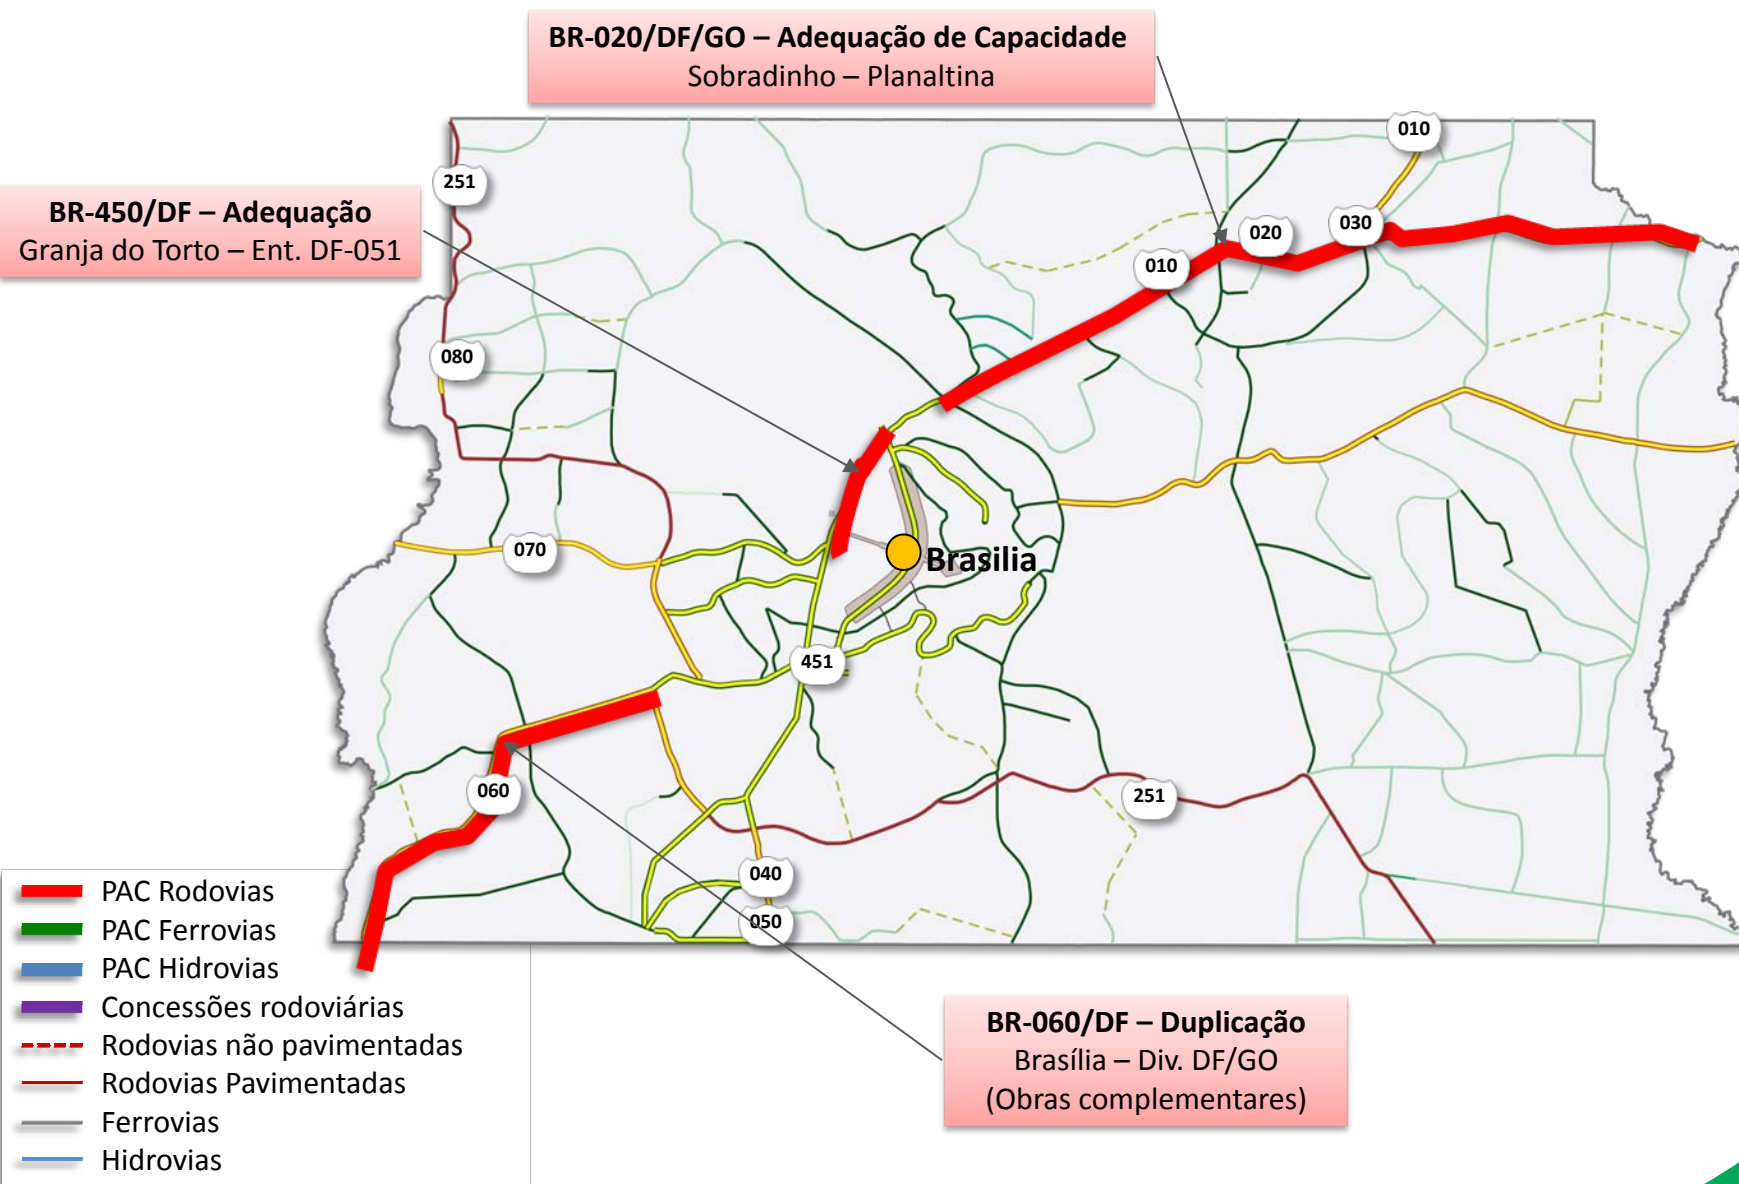 BR-020/DF/GO – Adequação de Capacidade
Sobradinho – Planaltina
010
251
BR-450/DF – Adequação
Granja do Torto – Ent. DF-051
030
020
010
080
070
Brasilia
451
060
251
040
050
PAC Rodovias
PAC Ferrovias
PAC Hidrovias
Concessões rodoviárias
Rodovias não pavimentadas
Rodovias Pavimentadas
Ferrovias
Hidrovias
BR-060/DF – Duplicação
Brasília – Div. DF/GO
(Obras complementares)